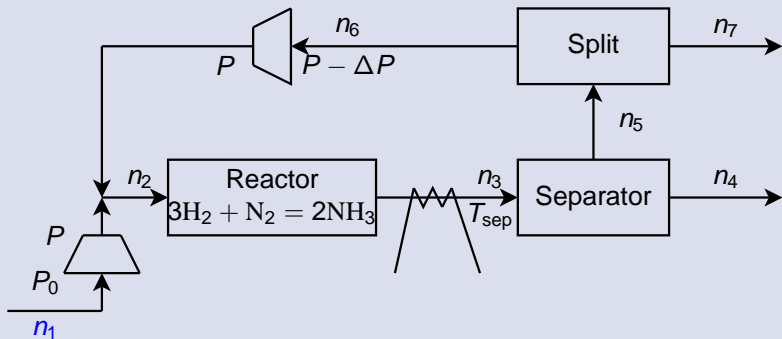 n6
Split
n7
P
P − ΔP
n5
n2
Reactor
3H2 + N2 = 2NH3
n3
Tsep
Separator
n4
P
P0
n1